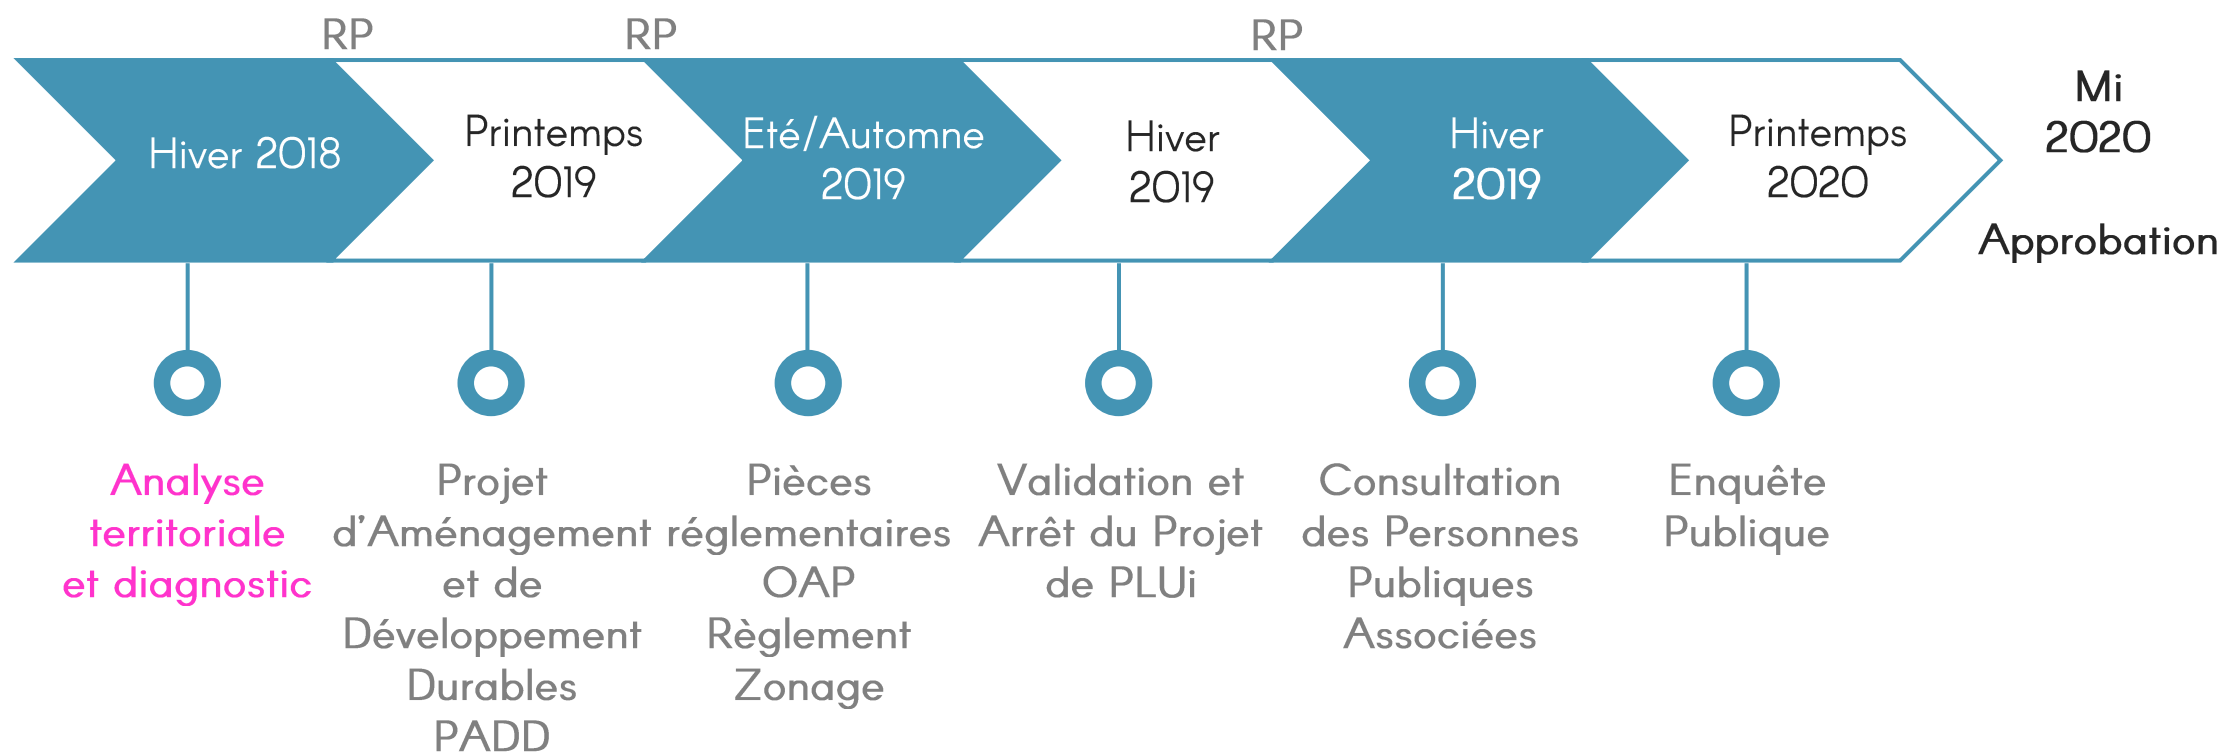 RP
RP
RP
Hiver 2018
Printemps
2019
Eté/Automne
2019
Hiver
2019
Hiver
2019
Printemps
2020
Mi
2020
Approbation
Analyse
territoriale
et diagnostic
Projet
d'Aménagement
et de
Développement
Durables
PADD
Pièces
réglementaires
OAP
Règlement
Zonage
Validation et
Arrêt du Projet
de PLUi
Consultation
des Personnes
Publiques
Associées
Enquête
Publique